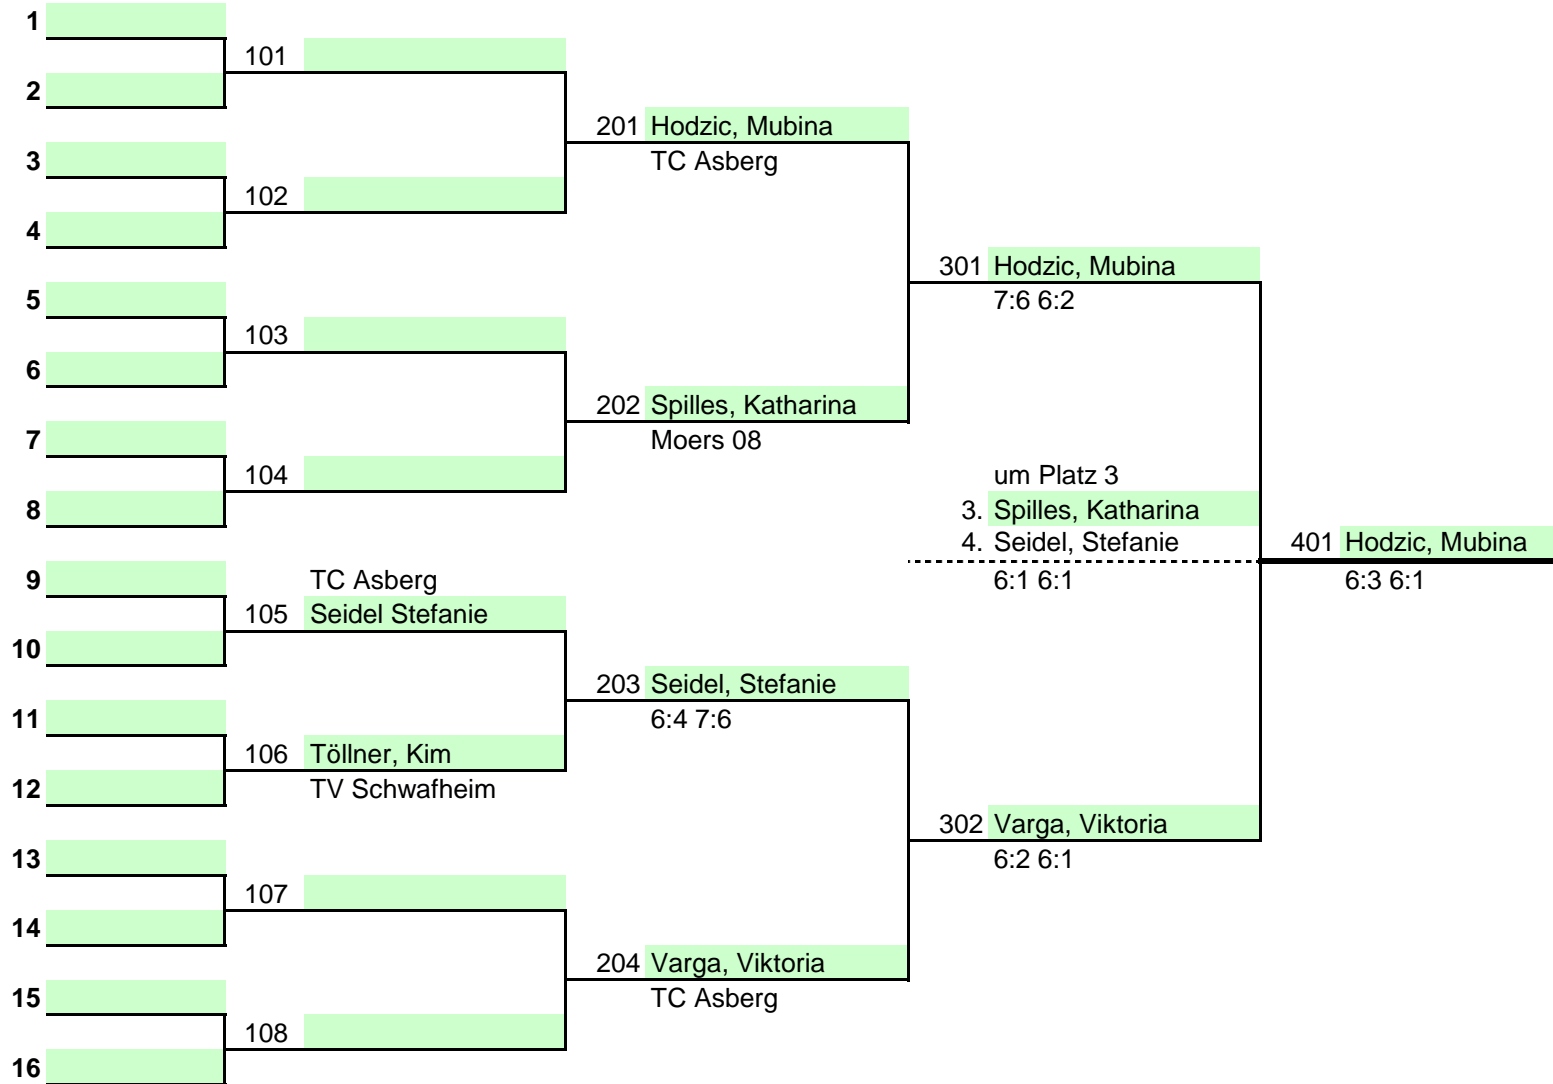 1
101
2
201 Hodzic, Mubina
3
TC Asberg
102
4
301 Hodzic, Mubina
5
7:6 6:2
103
6
202 Spilles, Katharina
7
Moers 08
104
um Platz 3
8
3. Spilles, Katharina
4. Seidel, Stefanie
401 Hodzic, Mubina
9
TC Asberg
6:1 6:1
6:3 6:1
105 Seidel Stefanie
10
203 Seidel, Stefanie
11
6:4 7:6
106 Töllner, Kim
12
TV Schwafheim
302 Varga, Viktoria
13
6:2 6:1
107
14
204 Varga, Viktoria
15
TC Asberg
108
16